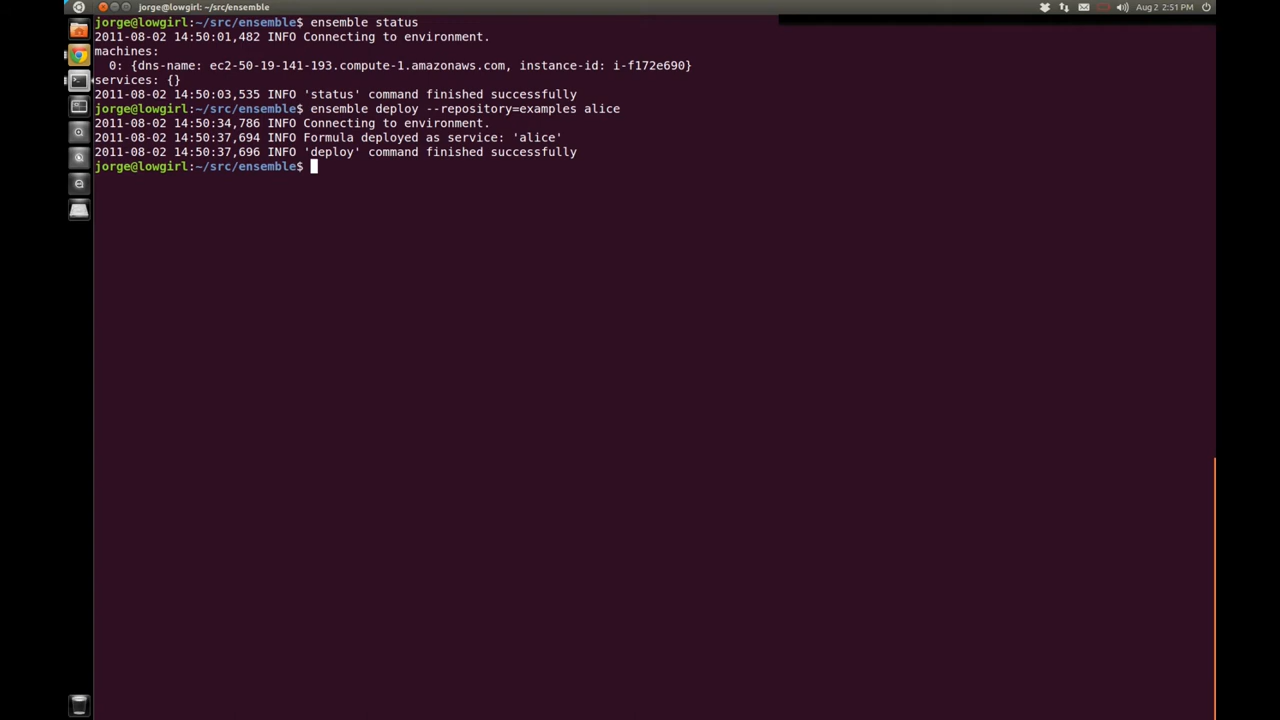 jorge@lowgirl: ~/src/ensemble
Aug 2 2:51 PM
jorge@lowgirl:~/src/ensemble$ ensemble status
2011-08-02 14:50:01,482 INFO Connecting to environment.
machines:
  0: {dns-name: ec2-50-19-141-193.compute-1.amazonaws.com, instance-id: i-f172e690}
services: {}
2011-08-02 14:50:03,535 INFO 'status' command finished successfully
jorge@lowgirl:~/src/ensemble$ ensemble deploy --repository=examples alice
2011-08-02 14:50:34,786 INFO Connecting to environment.
2011-08-02 14:50:37,694 INFO Formula deployed as service: 'alice'
2011-08-02 14:50:37,696 INFO 'deploy' command finished successfully
jorge@lowgirl:~/src/ensemble$